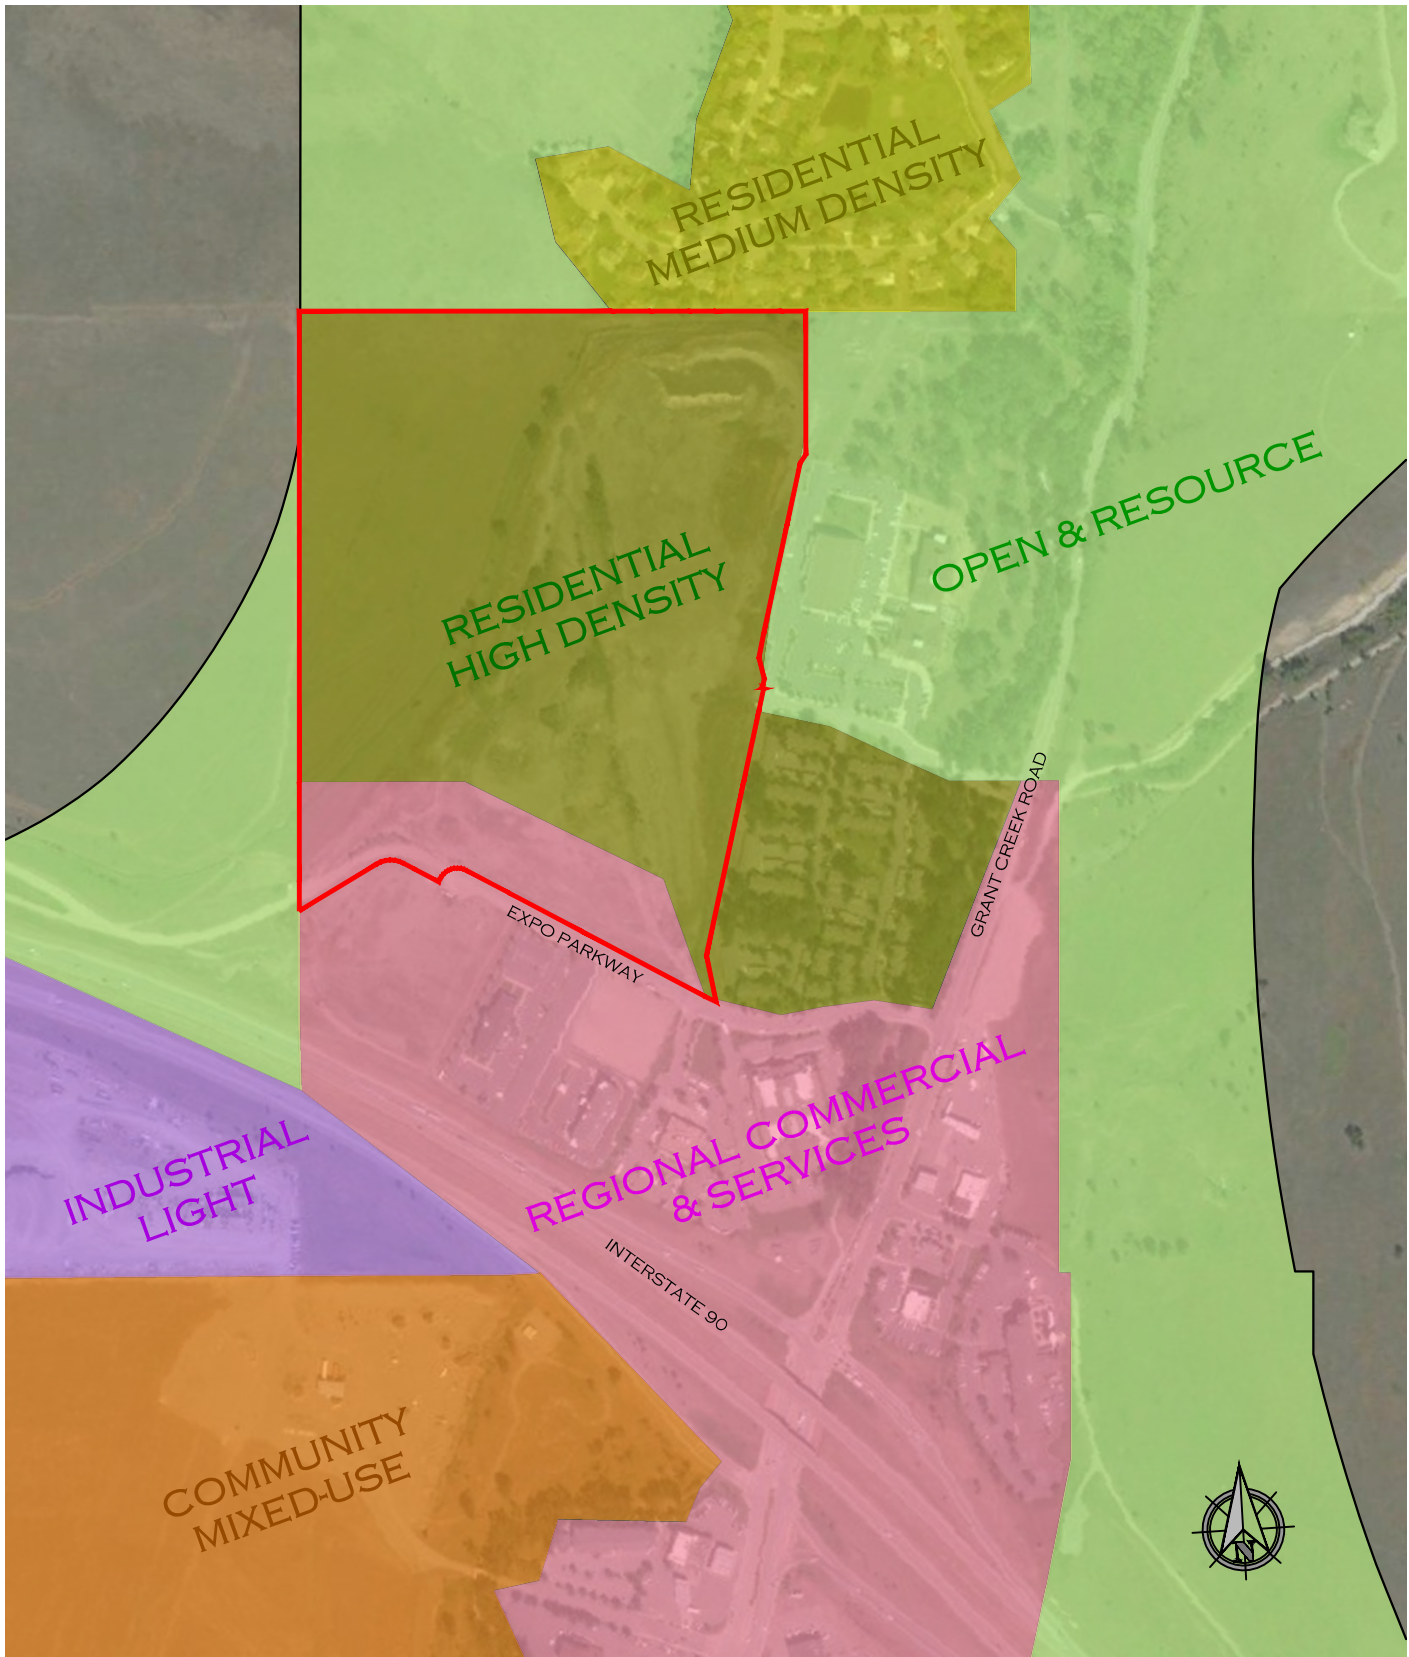 RESIDENTIAL
MEDIUM DENSITY
OPEN & RESOURCE
RESIDENTIAL
HIGH DENSITY
GRANT CREEK ROAD
EXPO PARKWAY
REGIONAL COMMERCIAL
& SERVICES
INDUSTRIAL
LIGHT
INTERSTATE 90
COMMUNITY
MIXED-USE
N